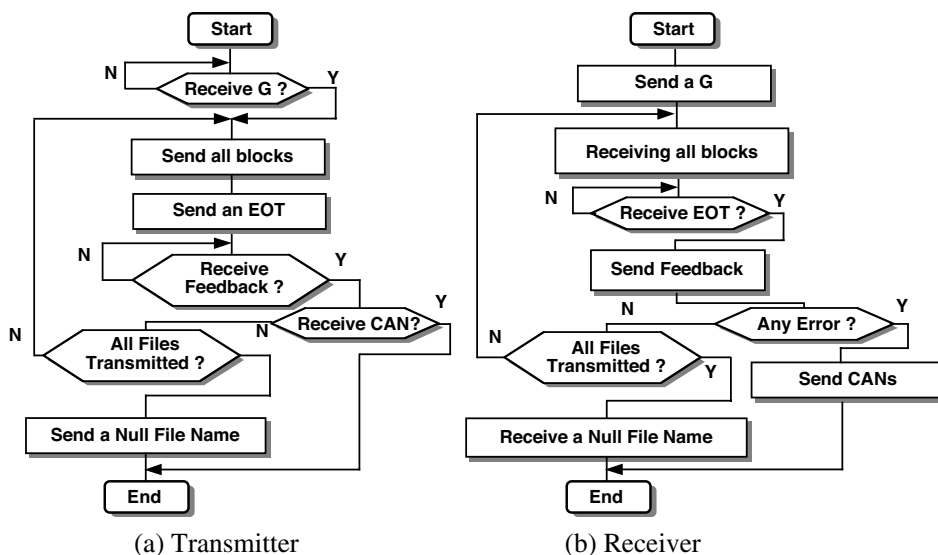 Start
N
Y
Receive G ?
Send all blocks
Send an EOT
N
Receive
Feedback ?
Y
Y
N
Receive CAN?
N
All Files
Transmitted ?
Send a Null File Name
End
(a) Transmitter
Start
Send a G
Receiving all blocks
N
Y
Receive EOT ?
Send Feedback
N
Y
Any Error ?
N
All Files
Transmitted ?
Y
Send CANs
Receive a Null File Name
End
(b) Receiver